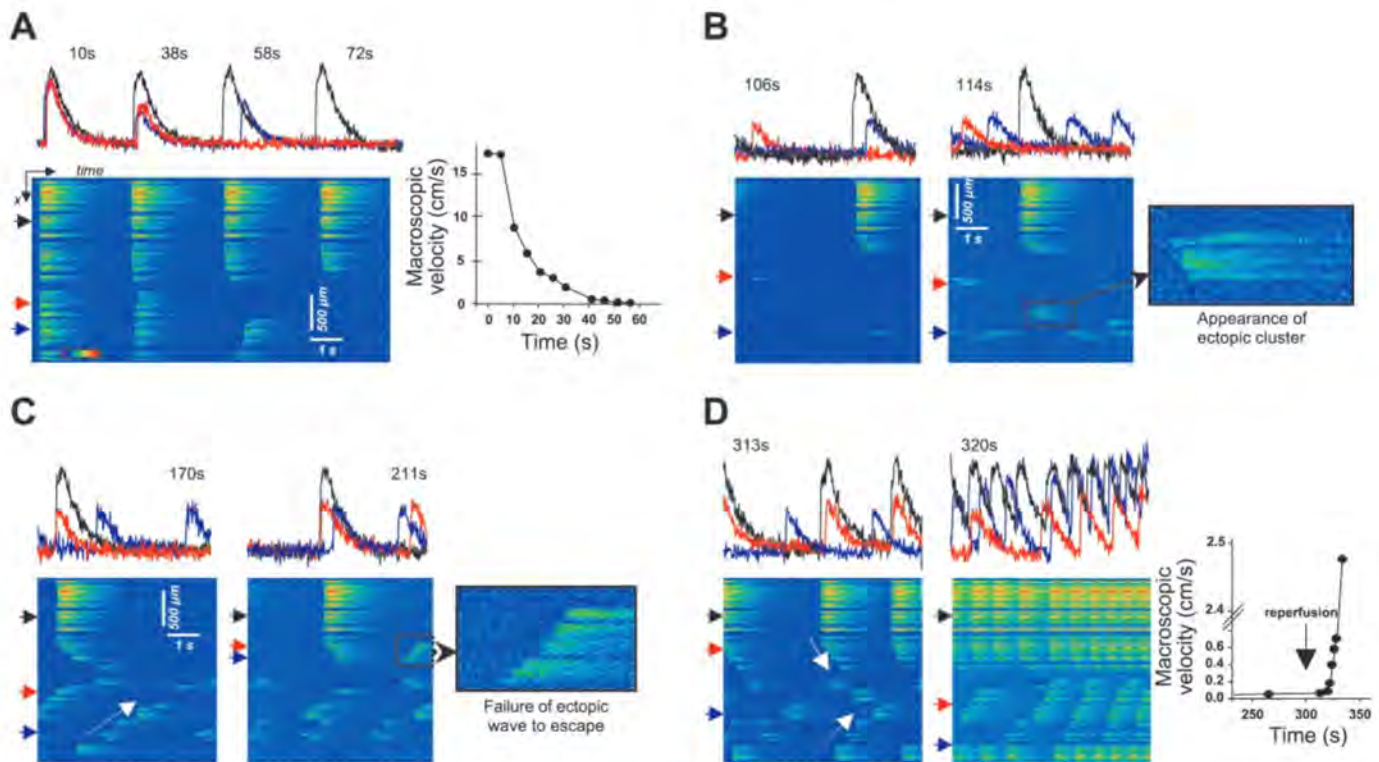 A
10s 38s 58s 72s
time
x
500 µm
1 s
Macroscopic
velocity (cm/s)
15
10
5
0
0 10 20 30 40 50 60
Time (s)
B
106s 114s
500 µm
1 s
Appearance of
ectopic cluster
C
170s 211s
500 µm
1 s
Failure of ectopic
wave to escape
D
313s 320s
Macroscopic
velocity (cm/s)
2.5
2.4
0.6
0.4
0.2
0.0
reperfusion
250 300 350
Time (s)